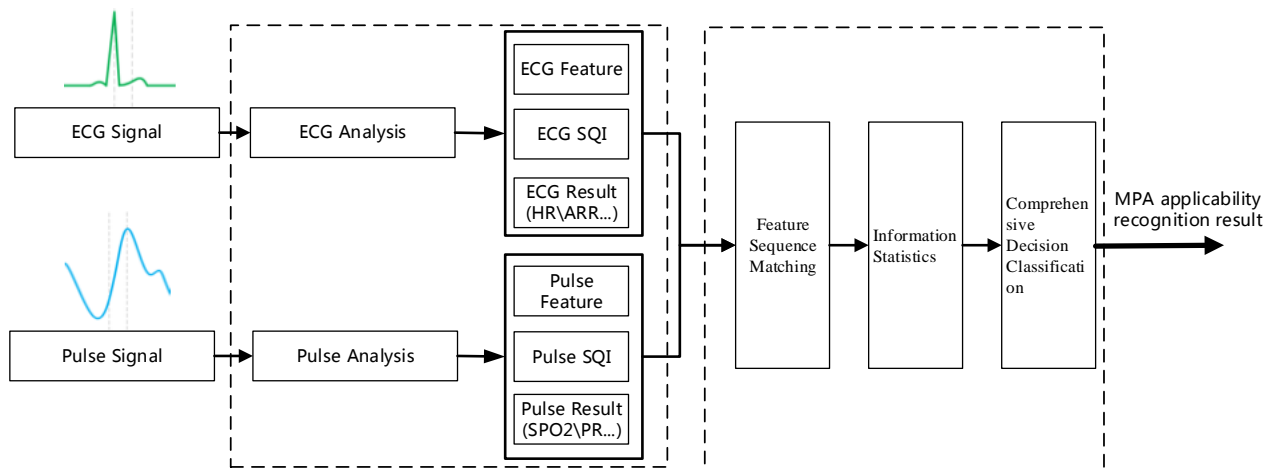 ECG Signal
ECG Analysis
ECG Feature
ECG SQI
ECG Result
(HR\ARR...)
Pulse Signal
Pulse Analysis
Pulse
Feature
Pulse SQI
Pulse Result
(SPO2\PR...)
Feature
Sequence
Matching
Information
Statistics
Comprehen
sive
Decision
Classificati
on
MPA applicability
recognition result